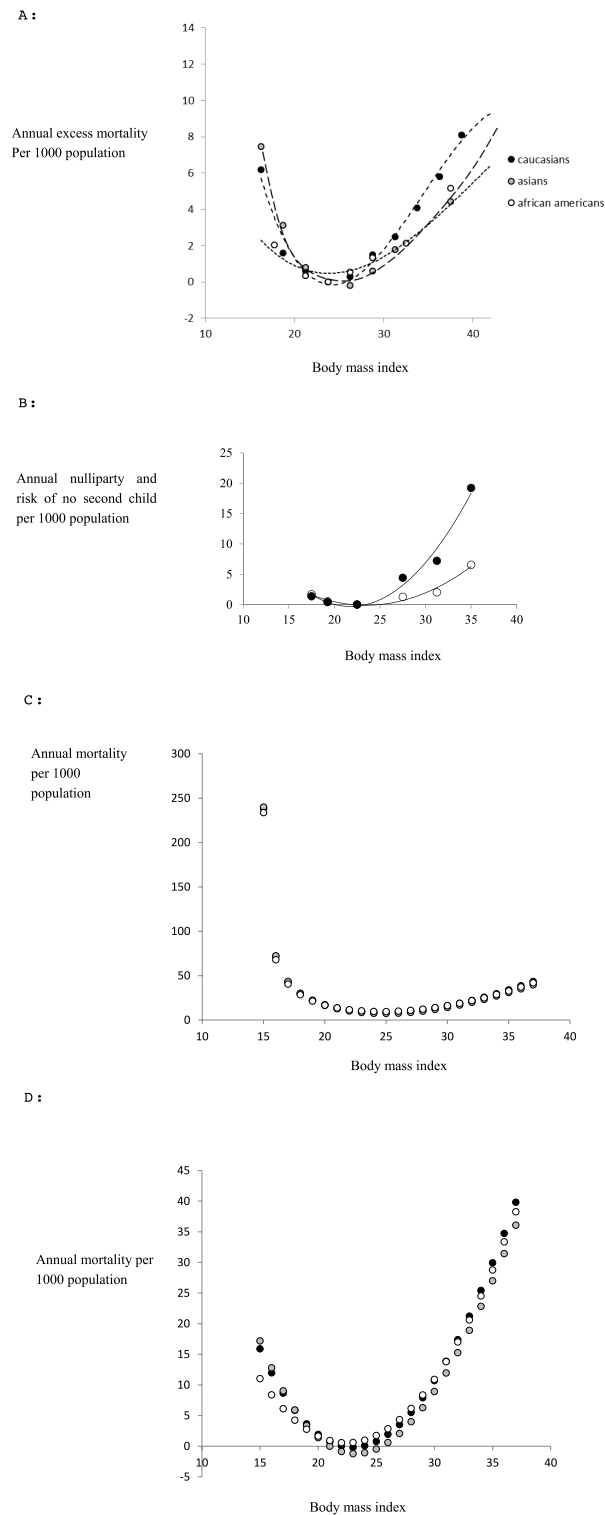 A:
14
12
Annual excess mortality
Per 1000 population
10
8
6
4
2
0
-2
10
20
30
40
caucasians
asians
african americans
Body mass index
B:
Annual nulliparty and
risk of no second child
per 1000 population
25
20
15
10
5
0
10
15
20
25
30
35
40
Body mass index
C:
Annual mortality
per 1000
population
300
250
200
150
100
50
0
10
15
20
25
30
35
40
Body mass index
D:
Annual mortality per
1000 population
45
40
35
30
25
20
15
10
5
0
-5
10
15
20
25
30
35
40
Body mass index